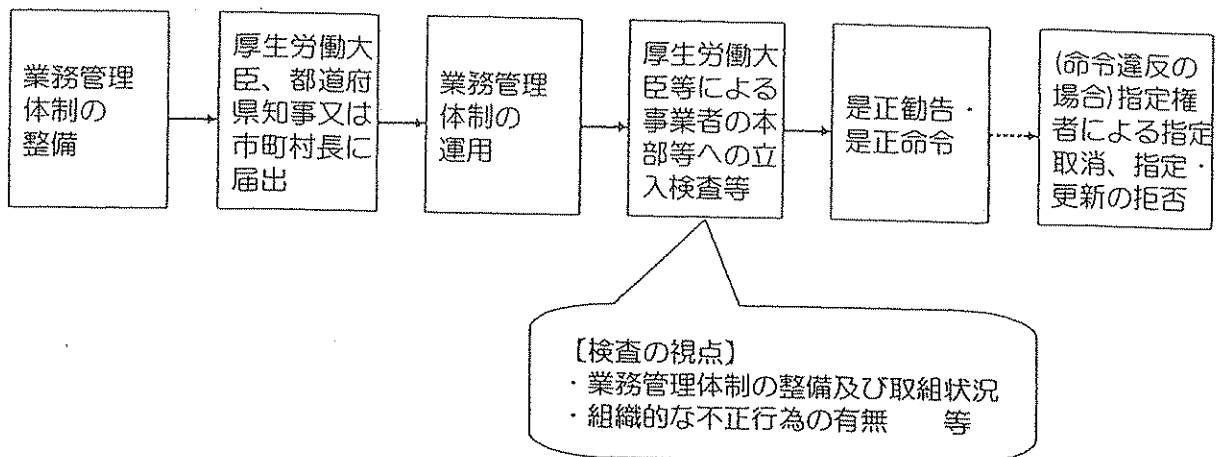 業務管理
体制の
整備
厚生労働大
臣、都道府
県知事又は
市町村長に
届出
業務管理
体制の
運用
厚生労働大
臣等による
事業者の本
部等への立
入検査等
是正勧告・
是正命令
(命令違反の
場合)指定権
者による指定
取消、指定・
更新の拒否
【検査の視点】
・業務管理体制の整備及び取組状況
・組織的な不正行為の有無　　等